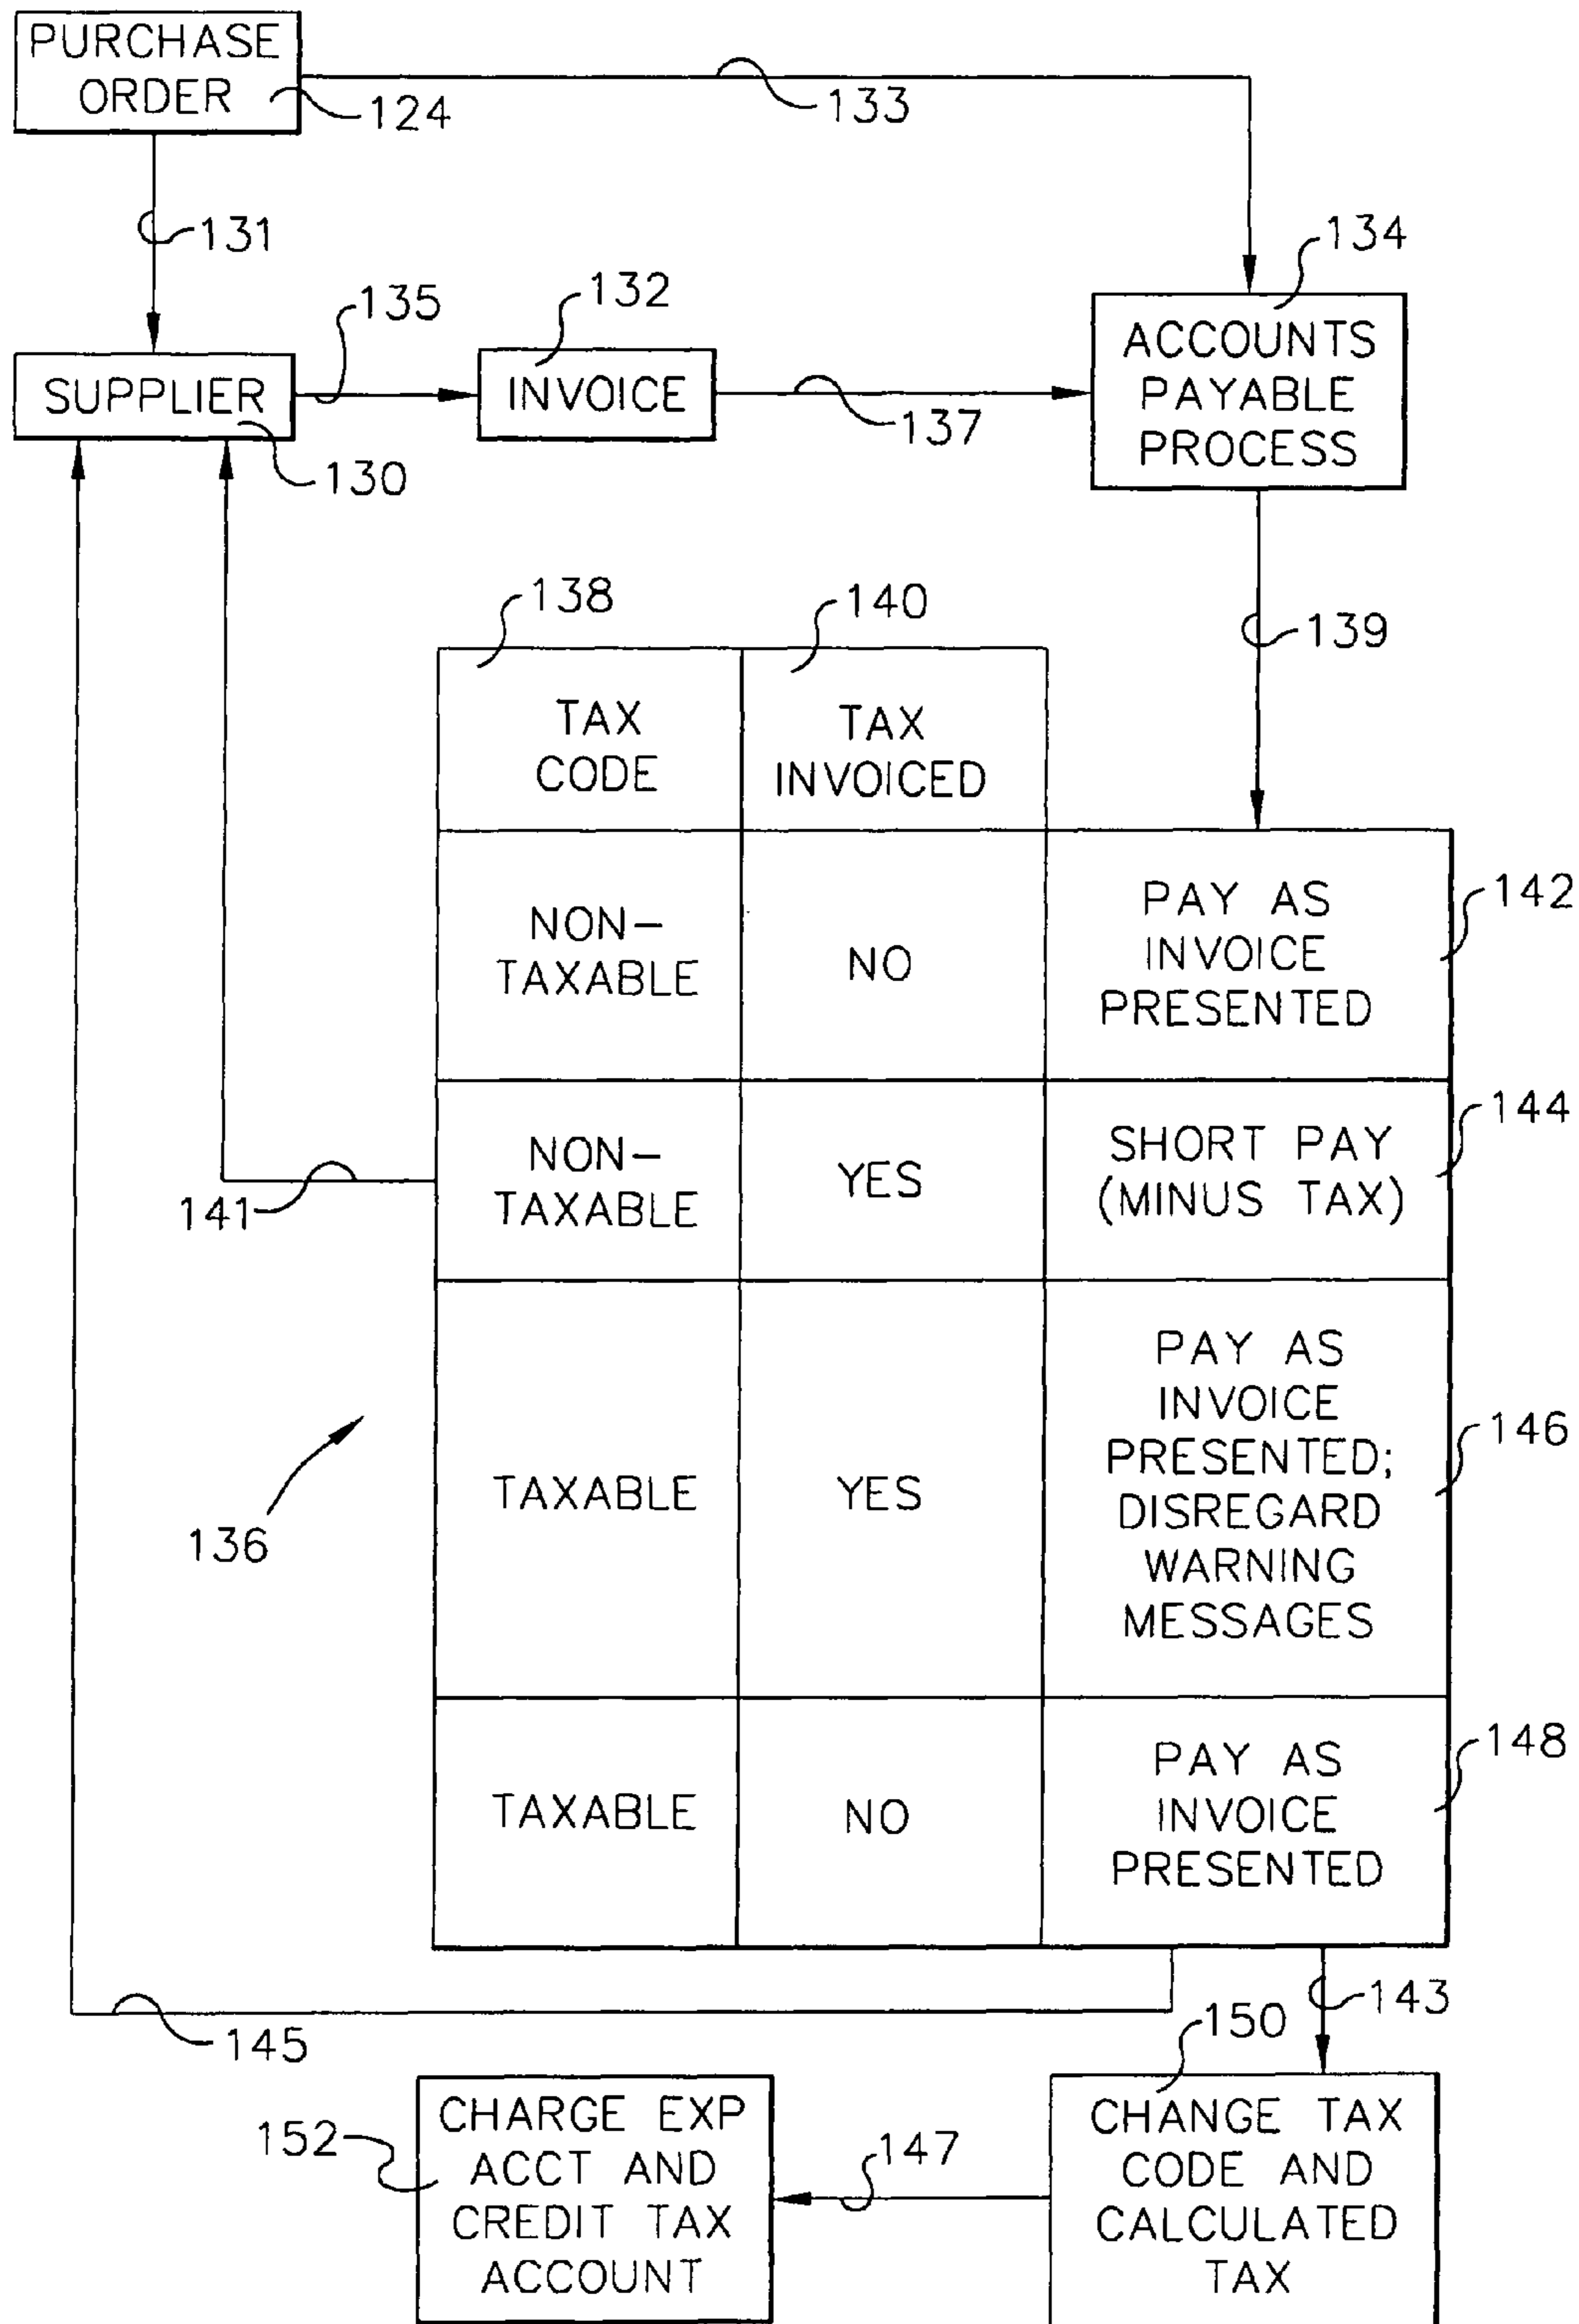 PURCHASE
ORDER
124
133
131
134
135
132
SUPPLIER
INVOICE
ACCOUNTS
PAYABLE
PROCESS
137
130
138
140
139
TAX
CODE
TAX
INVOICED
NON-
TAXABLE
NO
PAY AS
INVOICE
PRESENTED
142
NON-
TAXABLE
YES
SHORT PAY
(MINUS TAX)
144
141
TAXABLE
YES
PAY AS
INVOICE
PRESENTED;
DISREGARD
WARNING
MESSAGES
146
136
TAXABLE
NO
PAY AS
INVOICE
PRESENTED
148
143
145
150
CHARGE EXP
ACCT AND
CREDIT TAX
ACCOUNT
152
147
CHANGE TAX
CODE AND
CALCULATED
TAX